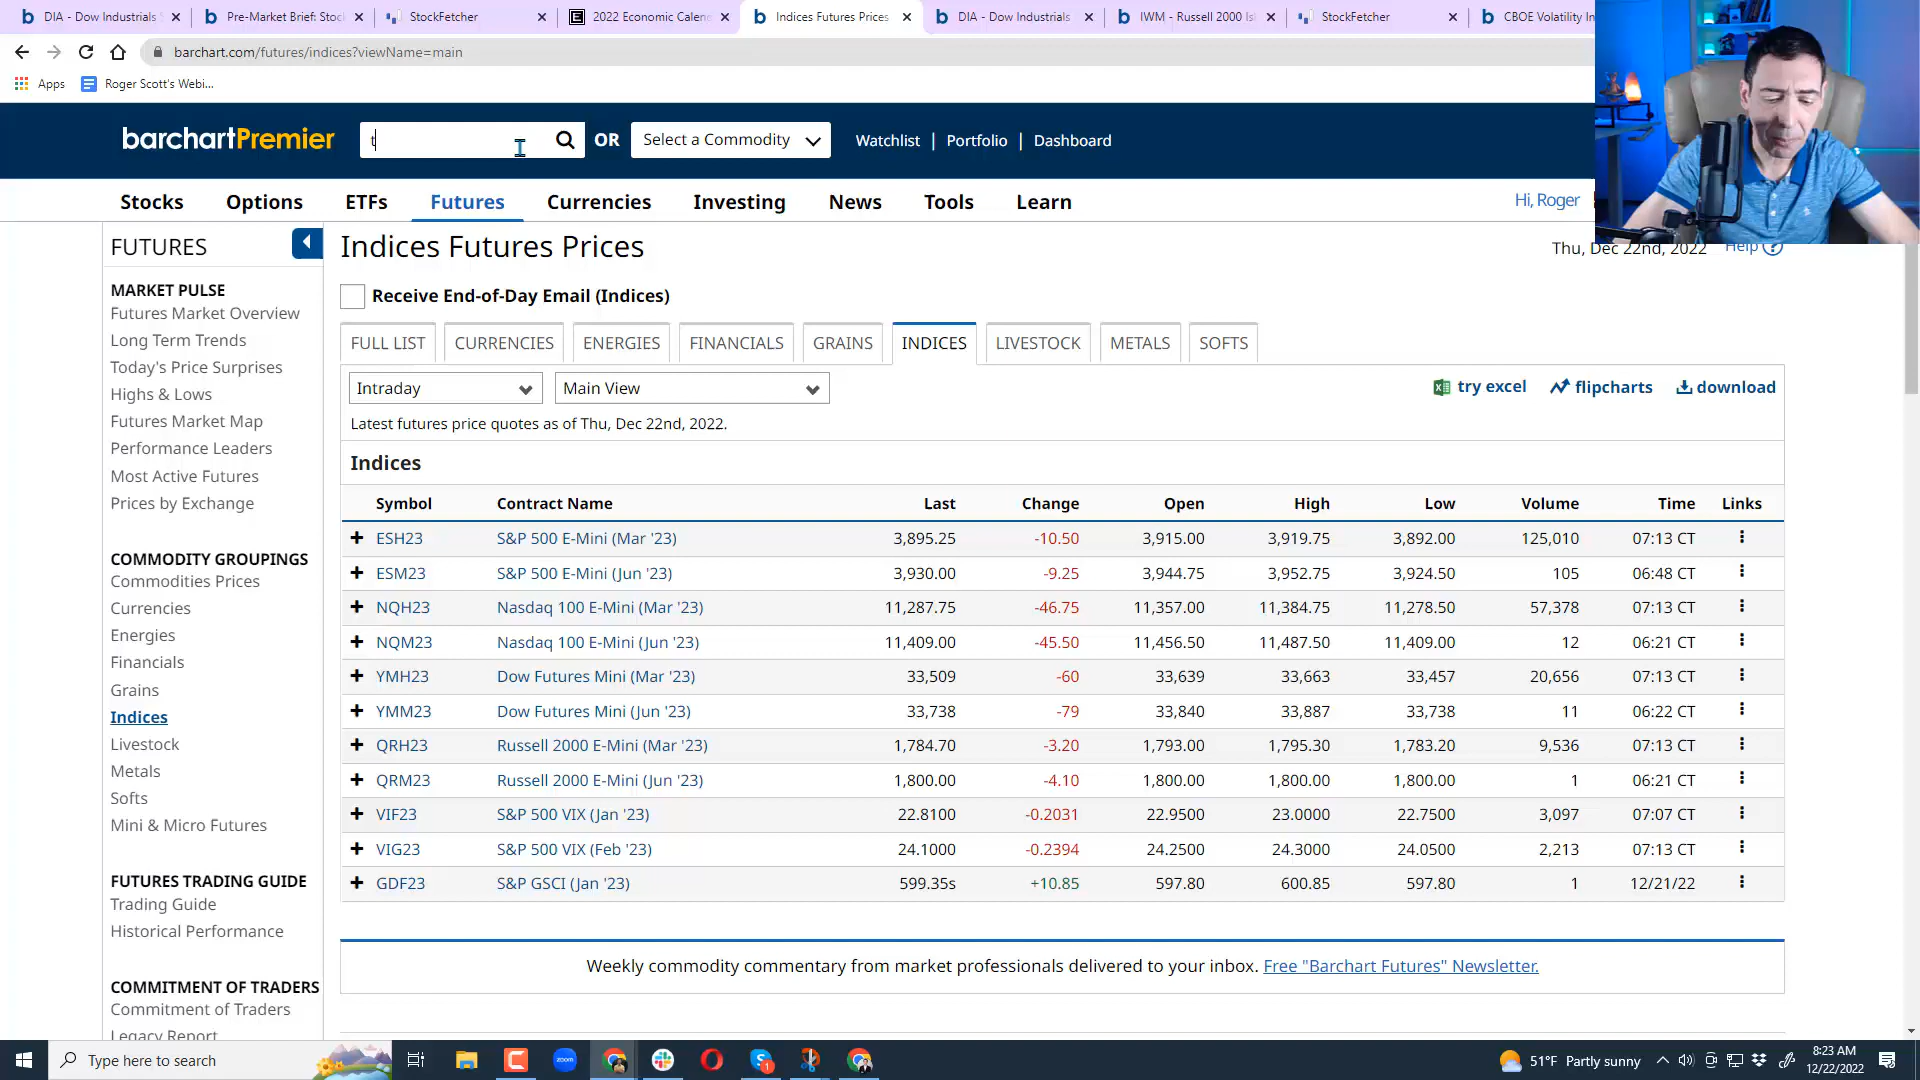 DIA - Dow Industrials
Pre-Market Brief: Stoc
StockFetcher
2022 Economic Calen
Indices Futures Prices
DIA - Dow Industrials
IWM - Russell 2000 Is
StockFetcher
CBOE Volatility In
barchart.com/futures/indices?viewName=main
Apps
Roger Scott's Webi...
barchartPremier
t
OR
Select a Commodity
Watchlist | Portfolio | Dashboard
Stocks
Options
ETFs
Futures
Currencies
Investing
News
Tools
Learn
Hi, Roger
FUTURES
Indices Futures Prices
Thu, Dec 22nd, 2022
Help ?
MARKET PULSE
Futures Market Overview
Long Term Trends
Today's Price Surprises
Highs & Lows
Futures Market Map
Performance Leaders
Most Active Futures
Prices by Exchange
COMMODITY GROUPINGS
Commodities Prices
Currencies
Energies
Financials
Grains
Indices
Livestock
Metals
Softs
Mini & Micro Futures
FUTURES TRADING GUIDE
Trading Guide
Historical Performance
COMMITMENT OF TRADERS
Commitment of Traders
Legacy Report
Receive End-of-Day Email (Indices)
FULL LIST
CURRENCIES
ENERGIES
FINANCIALS
GRAINS
INDICES
LIVESTOCK
METALS
SOFTS
Intraday
Main View
try excel
flipcharts
download
Latest futures price quotes as of Thu, Dec 22nd, 2022.
Indices
Symbol Contract Name Last Change Open High Low Volume Time Links
ESH23 S&P 500 E-Mini (Mar '23) 3,895.25 -10.50 3,915.00 3,919.75 3,892.00 125,010 07:13 CT
ESM23 S&P 500 E-Mini (Jun '23) 3,930.00 -9.25 3,944.75 3,952.75 3,924.50 105 06:48 CT
NQH23 Nasdaq 100 E-Mini (Mar '23) 11,287.75 -46.75 11,357.00 11,384.75 11,278.50 57,378 07:13 CT
NQM23 Nasdaq 100 E-Mini (Jun '23) 11,409.00 -45.50 11,456.50 11,487.50 11,409.00 12 06:21 CT
YMH23 Dow Futures Mini (Mar '23) 33,509 -60 33,639 33,663 33,457 20,656 07:13 CT
YMM23 Dow Futures Mini (Jun '23) 33,738 -79 33,840 33,887 33,738 11 06:22 CT
QRH23 Russell 2000 E-Mini (Mar '23) 1,784.70 -3.20 1,793.00 1,795.30 1,783.20 9,536 07:13 CT
QRM23 Russell 2000 E-Mini (Jun '23) 1,800.00 -4.10 1,800.00 1,800.00 1,800.00 1 06:21 CT
VIF23 S&P 500 VIX (Jan '23) 22.8100 -0.2031 22.9500 23.0000 22.7500 3,097 07:07 CT
VIG23 S&P 500 VIX (Feb '23) 24.1000 -0.2394 24.2500 24.3000 24.0500 2,213 07:13 CT
GDF23 S&P GSCI (Jan '23) 599.35s +10.85 597.80 600.85 597.80 1 12/21/22
Weekly commodity commentary from market professionals delivered to your inbox. Free "Barchart Futures" Newsletter.
Type here to search
zoom
51°F Partly sunny
8:23 AM
12/22/2022